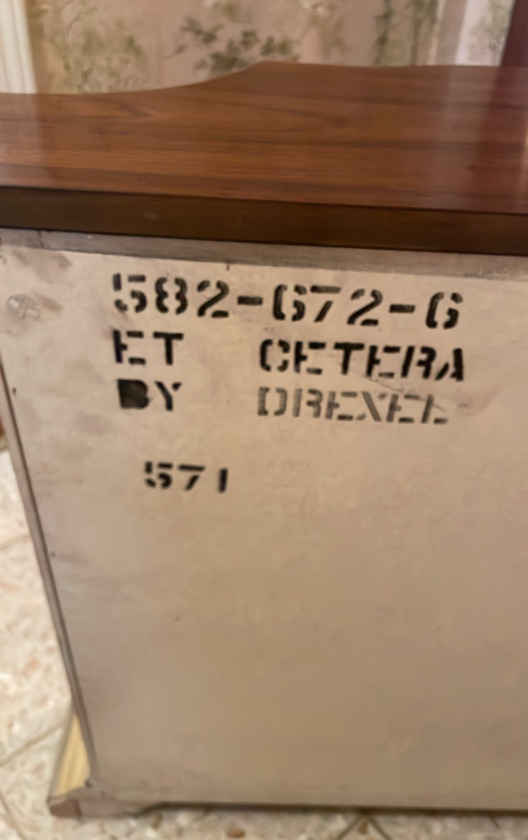 582-672-6
ET CETERA
BY DREXEL
571